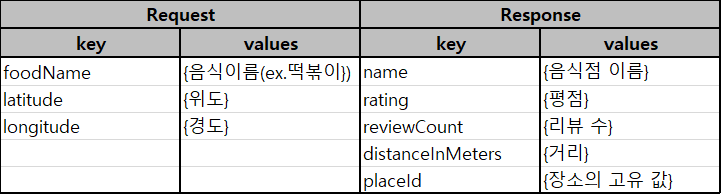 Request Response
key values key values
foodName {음식이름(ex.떡볶이}) name {음식점 이름}
latitude {위도} rating {평점}
longitude {경도} reviewCount {리뷰 수}
distanceInMeters {거리}
placeId {장소의 고유 값}